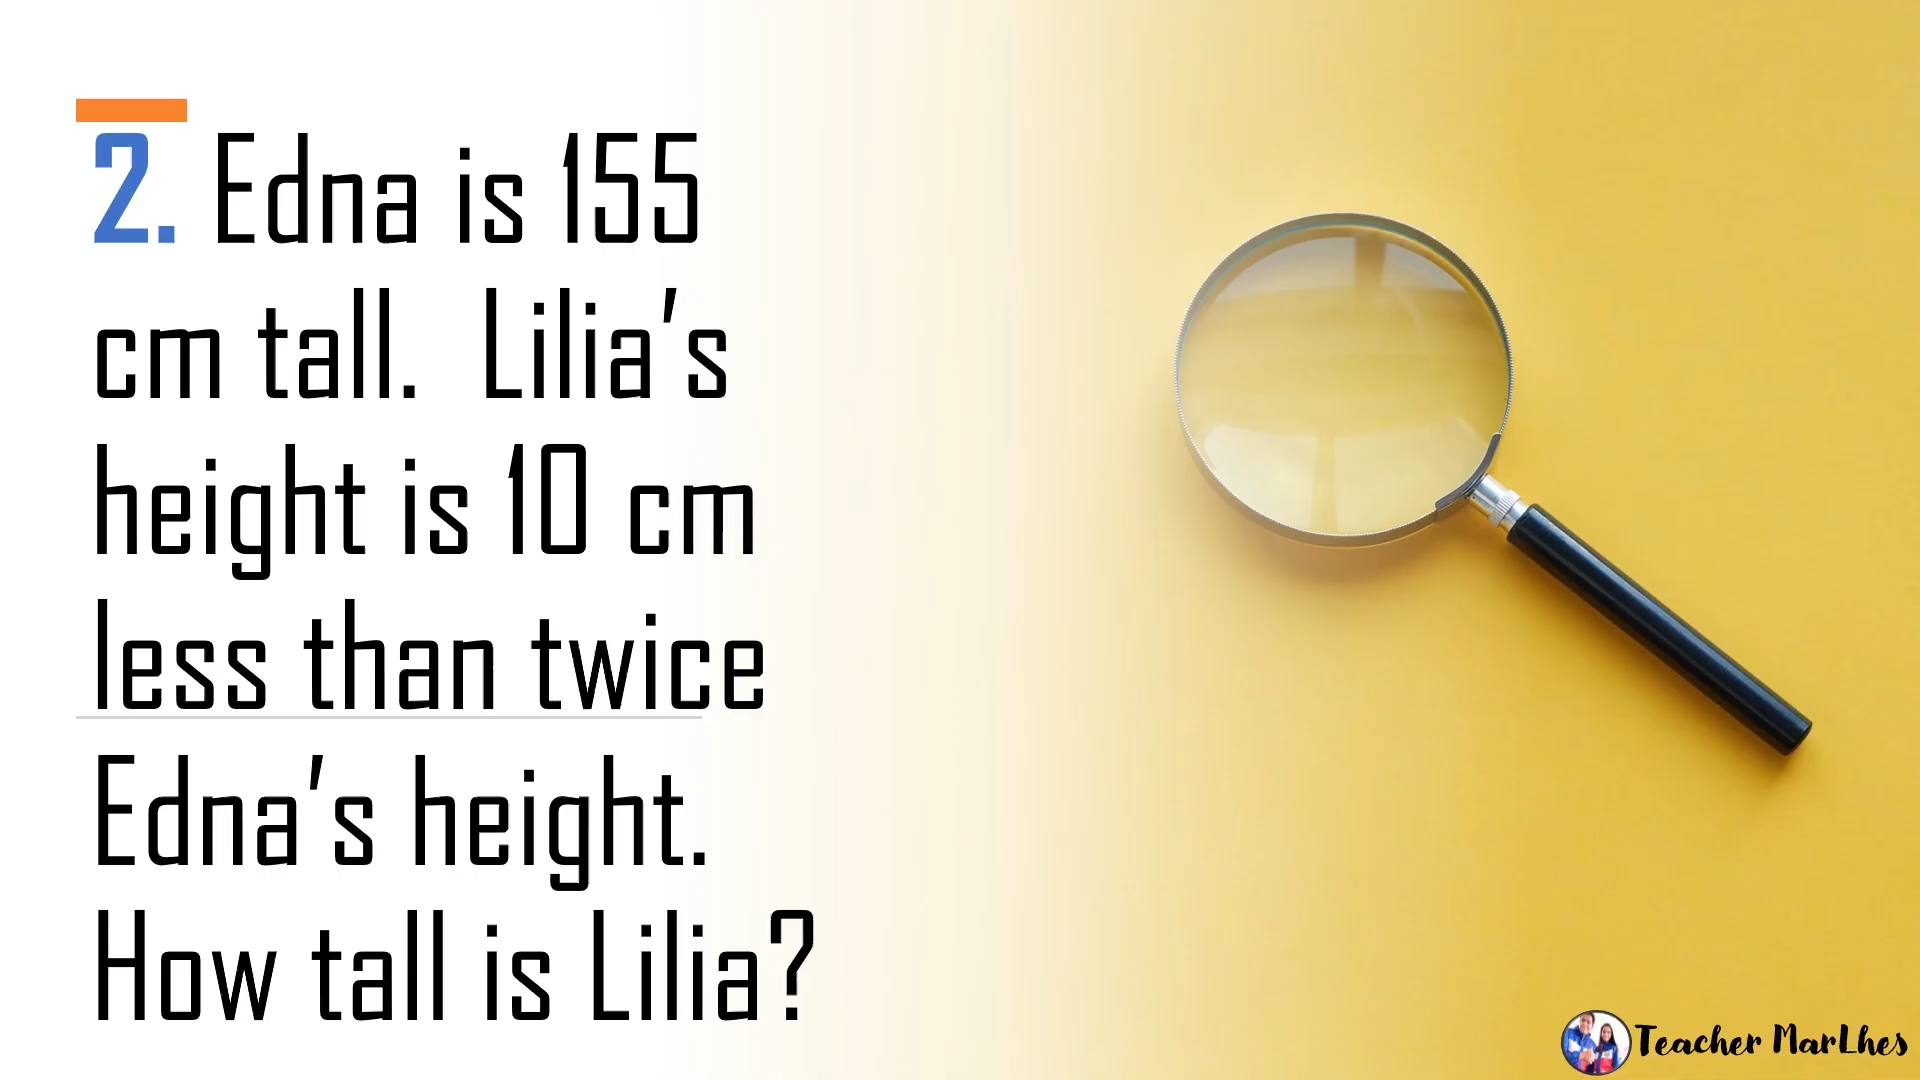 2. Edna is 155
cm tall.  Lilia's
height is 10 cm
less than twice
Edna's height.
How tall is Lilia?
Teacher MarLhes